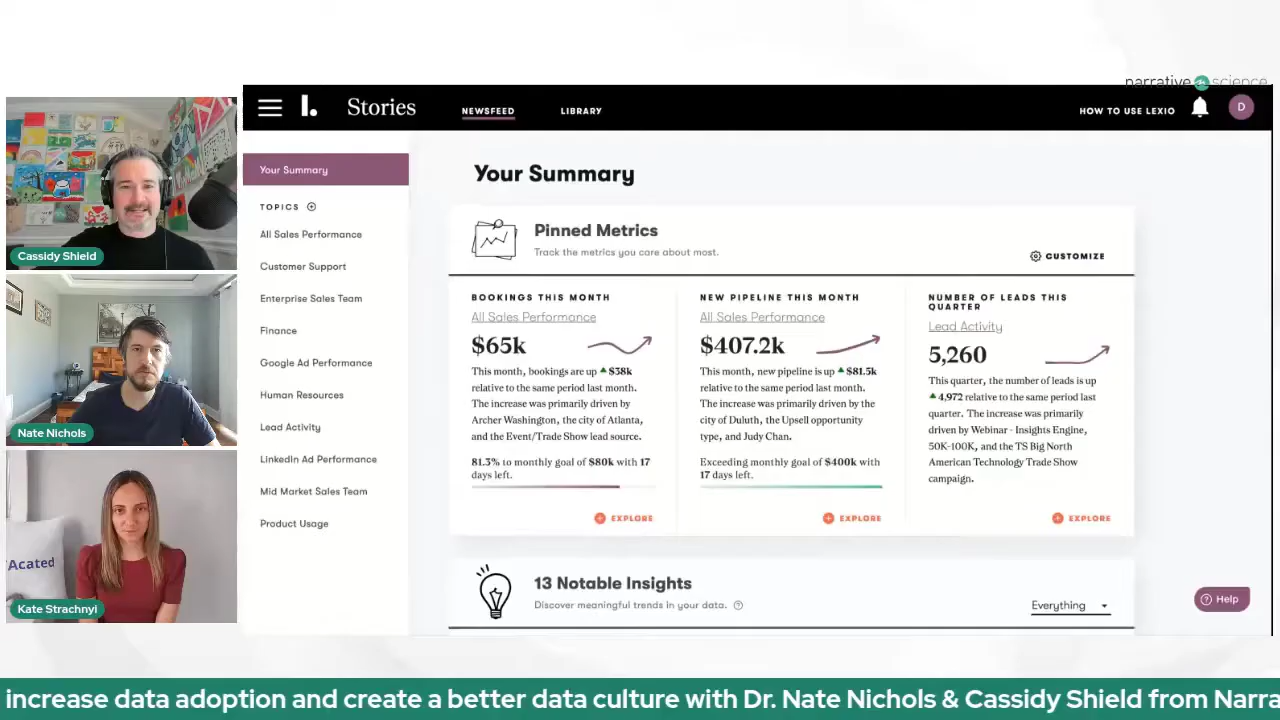 narrative science
Stories
NEWSFEED
LIBRARY
HOW TO USE LEXIO
D
Cassidy Shield
Nate Nichols
Acated
Kate Strachnyi
Your Summary
TOPICS
All Sales Performance
Customer Support
Enterprise Sales Team
Finance
Google Ad Performance
Human Resources
Lead Activity
LinkedIn Ad Performance
Mid Market Sales Team
Product Usage
Your Summary
Pinned Metrics
Track the metrics you care about most.
CUSTOMIZE
BOOKINGS THIS MONTH
All Sales Performance
$65k
This month, bookings are up $38k
relative to the same period last month.
The increase was primarily driven by
Archer Washington, the city of Atlanta,
and the Event/Trade Show lead source.
81.3% to monthly goal of $80k with 17
days left.
EXPLORE
NEW PIPELINE THIS MONTH
All Sales Performance
$407.2k
This month, new pipeline is up $81.5k
relative to the same period last month.
The increase was primarily driven by the
city of Duluth, the Upsell opportunity
type, and Judy Chan.
Exceeding monthly goal of $400k with
17 days left.
EXPLORE
NUMBER OF LEADS THIS
QUARTER
Lead Activity
5,260
This quarter, the number of leads is up
4,972 relative to the same period last
quarter. The increase was primarily
driven by Webinar - Insights Engine,
50K-100K, and the TS Big North
American Technology Trade Show
campaign.
EXPLORE
13 Notable Insights
Discover meaningful trends in your data.
Everything
Help
increase data adoption and create a better data culture with Dr. Nate Nichols & Cassidy Shield from Narra